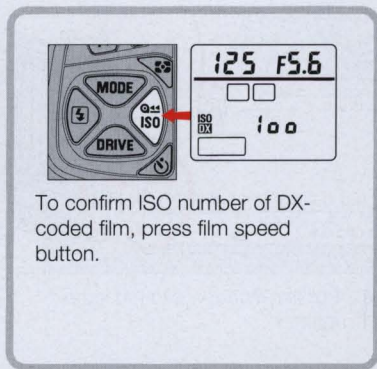 125 F5.6
MODE
ISO
ISO
DX
100
DRIVE
To confirm ISO number of DX-
coded film, press film speed
button.